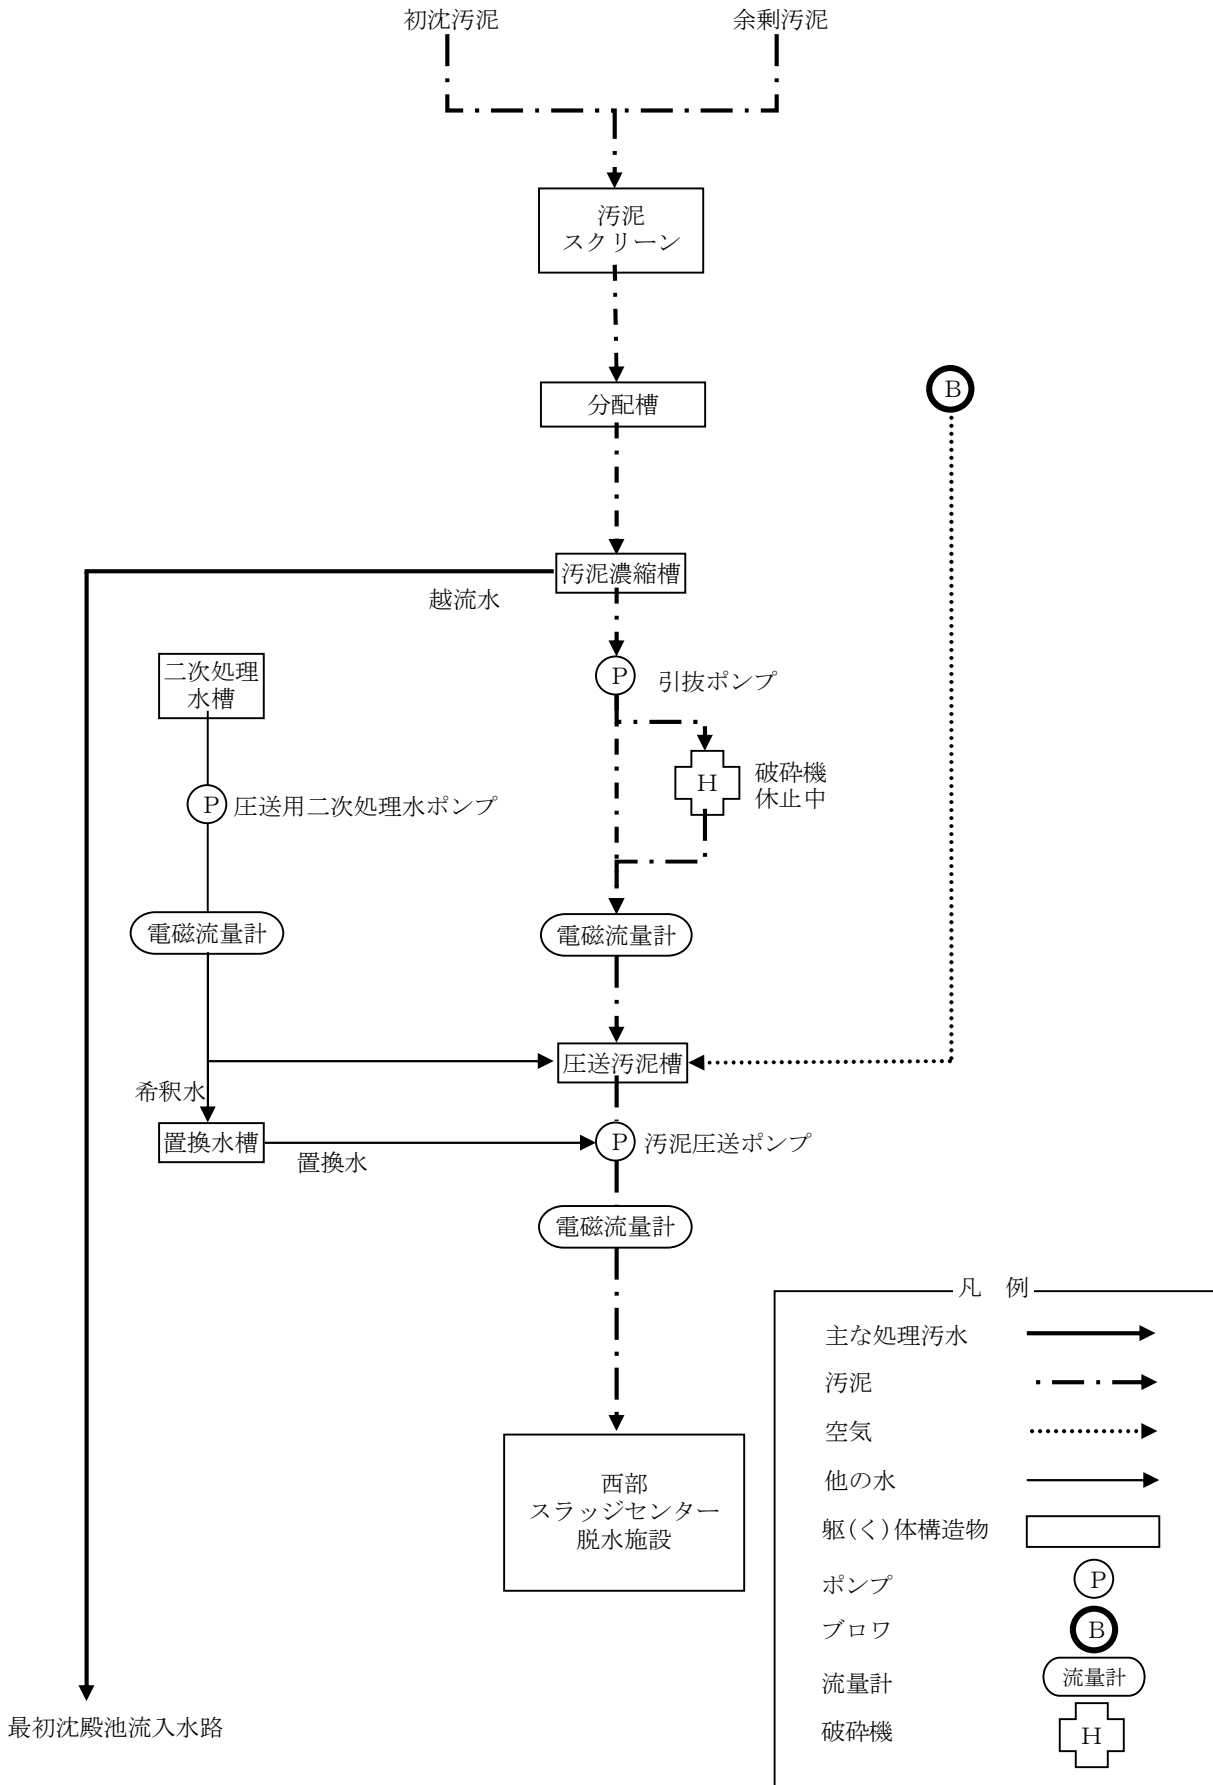 初沈汚泥
余剰汚泥
汚泥
スクリーン
分配槽
B
汚泥濃縮槽
越流水
二次処理
水槽
P
引抜ポンプ
H
破砕機
休止中
P
圧送用二次処理水ポンプ
電磁流量計
電磁流量計
圧送汚泥槽
希釈水
置換水槽
置換水
P
汚泥圧送ポンプ
電磁流量計
西部
スラッジセンター
脱水施設
最初沈殿池流入水路
凡 例
主な処理汚水
汚泥
空気
他の水
躯(く)体構造物
ポンプ
P
ブロワ
B
流量計
流量計
破砕機
H